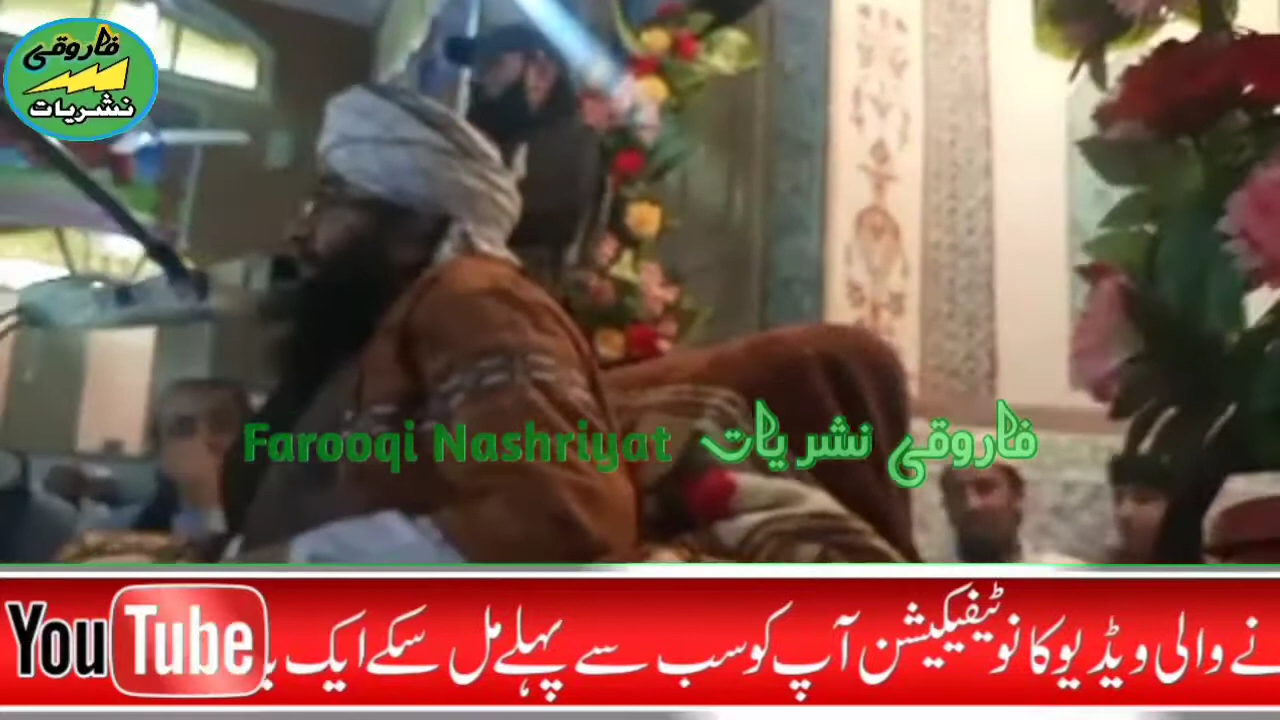 فاروقی
نشریات
Farooqi Nashriyat فاروقی نشریات
YouTube
نے والی ویڈیو کا نوٹیفیکیشن آپ کو سب سے پہلے مل سکے ایک